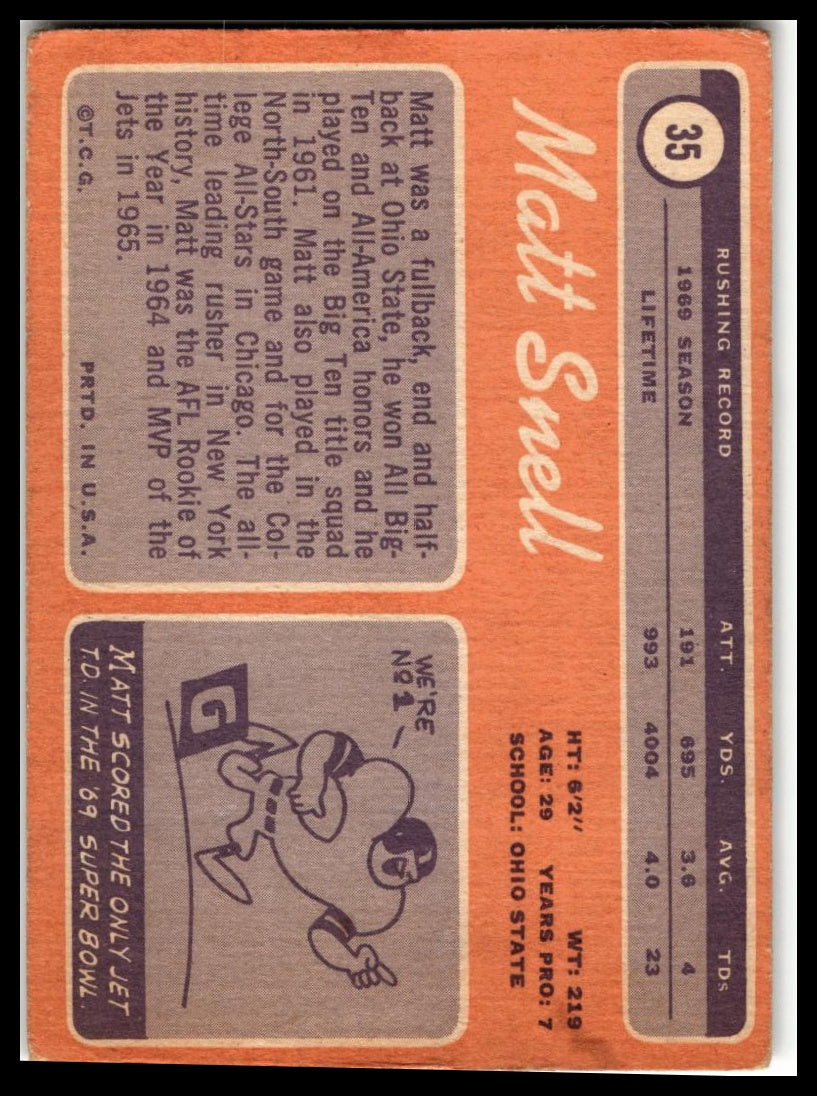 35
RUSHING RECORD ATT. YDS. AVG. TDs
1969 SEASON 191 695 3.6 4
LIFETIME 993 4004 4.0 23
Matt Snell
HT: 6'2" WT: 219
AGE: 29 YEARS PRO: 7
SCHOOL: OHIO STATE
Matt was a fullback, end and half-
back at Ohio State, he won All Big-
Ten and All-America honors and he
played on the Big Ten title squad
in 1961. Matt also played in the
North-South game and for the Col-
lege All-Stars in Chicago. The all-
time leading rusher in New York
history, Matt was the AFL Rookie of
the Year in 1964 and MVP of the
Jets in 1965.
©T.C.G. PRTD. IN U.S.A.
WE'RE
Nº 1
G
MATT SCORED THE ONLY JET
T.D. IN THE '69 SUPER BOWL.